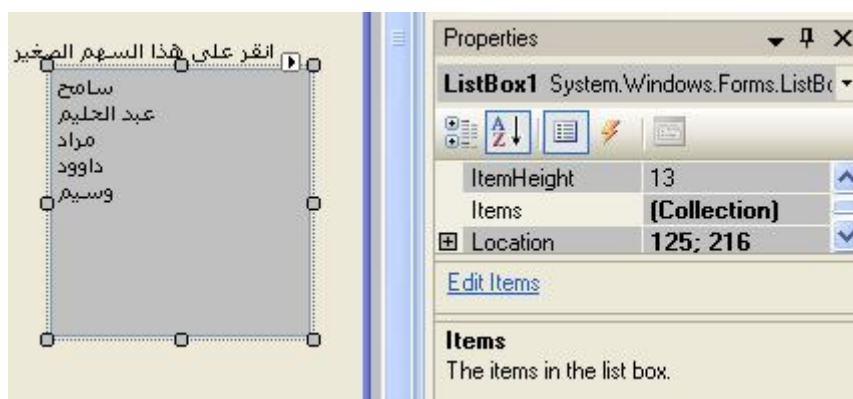 انقر على هذا السهم الصغير
سامح
عبد الحليم
مراد
داوود
وسيم
Properties
ListBox1 System.Windows.Forms.ListBo
ItemHeight 13
Items (Collection)
Location 125; 216
Edit Items
Items
The items in the list box.